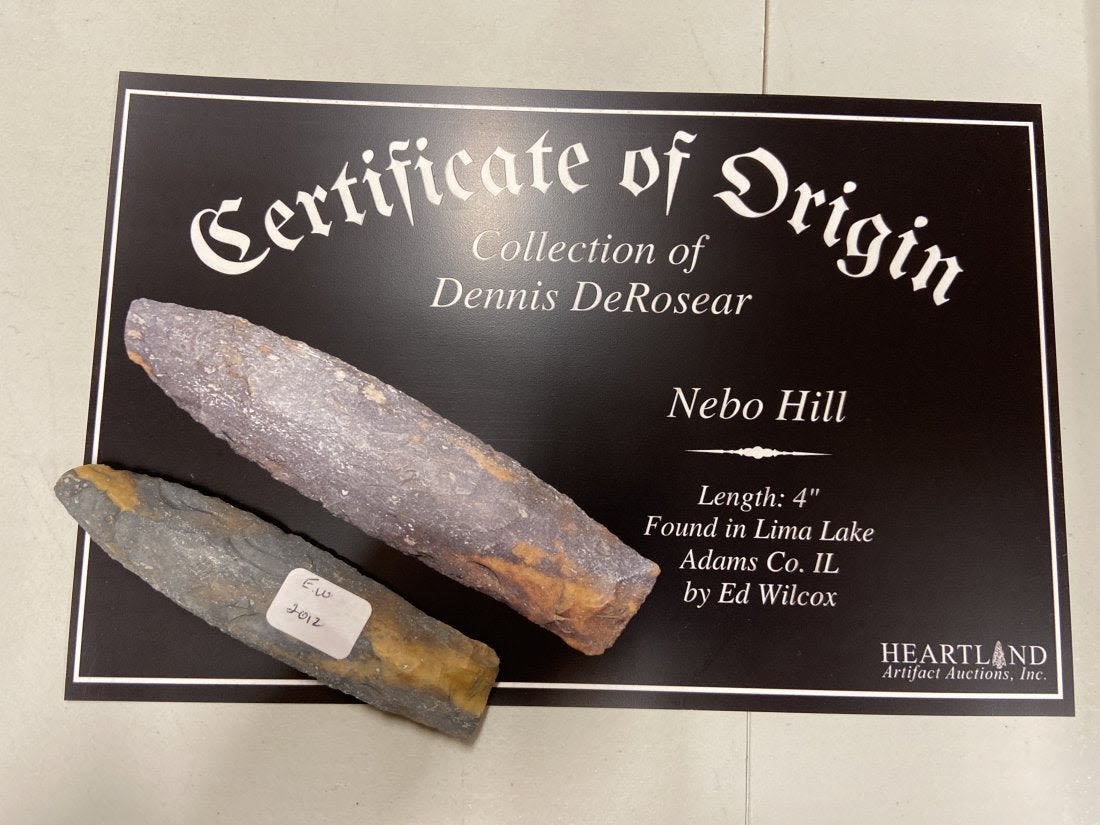 Certificate of Origin
Collection of
Dennis DeRosear
Nebo Hill
Length: 4"
Found in Lima Lake
Adams Co. IL
by Ed Wilcox
E.W
2012
HEARTLAND
Artifact Auctions, Inc.